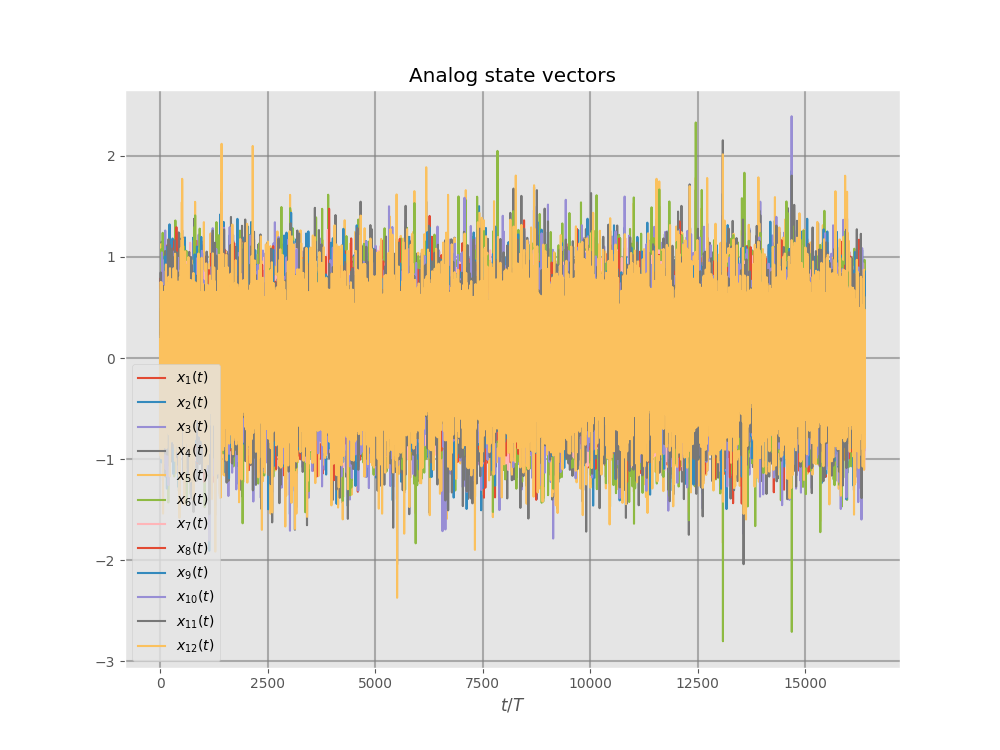 Analog state vectors
2
1
0
−1
−2
−3
x₁(t)
x₂(t)
x₃(t)
x₄(t)
x₅(t)
x₆(t)
x₇(t)
x₈(t)
x₉(t)
x₁₀(t)
x₁₁(t)
x₁₂(t)
0 2500 5000 7500 10000 12500 15000
t/T